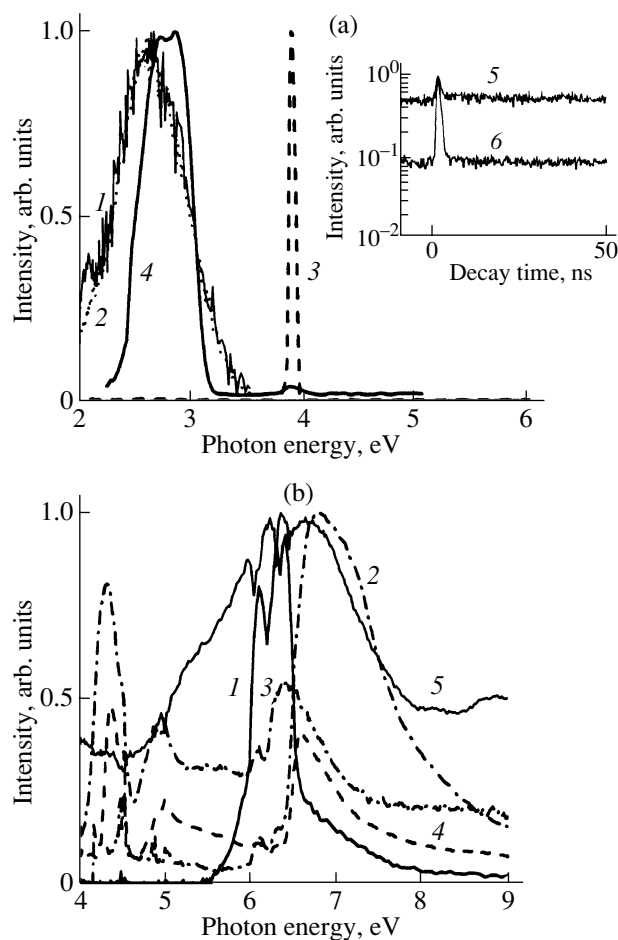 (a)
1.0
0.5
0
Intensity, arb. units
1
2
4
3
2 3 4 5 6
Photon energy, eV
10⁰
10⁻¹
10⁻²
Intensity, arb. units
5
6
0 50
Decay time, ns
(b)
1.0
0.5
0
Intensity, arb. units
1
3
2
5
4
4 5 6 7 8 9
Photon energy, eV